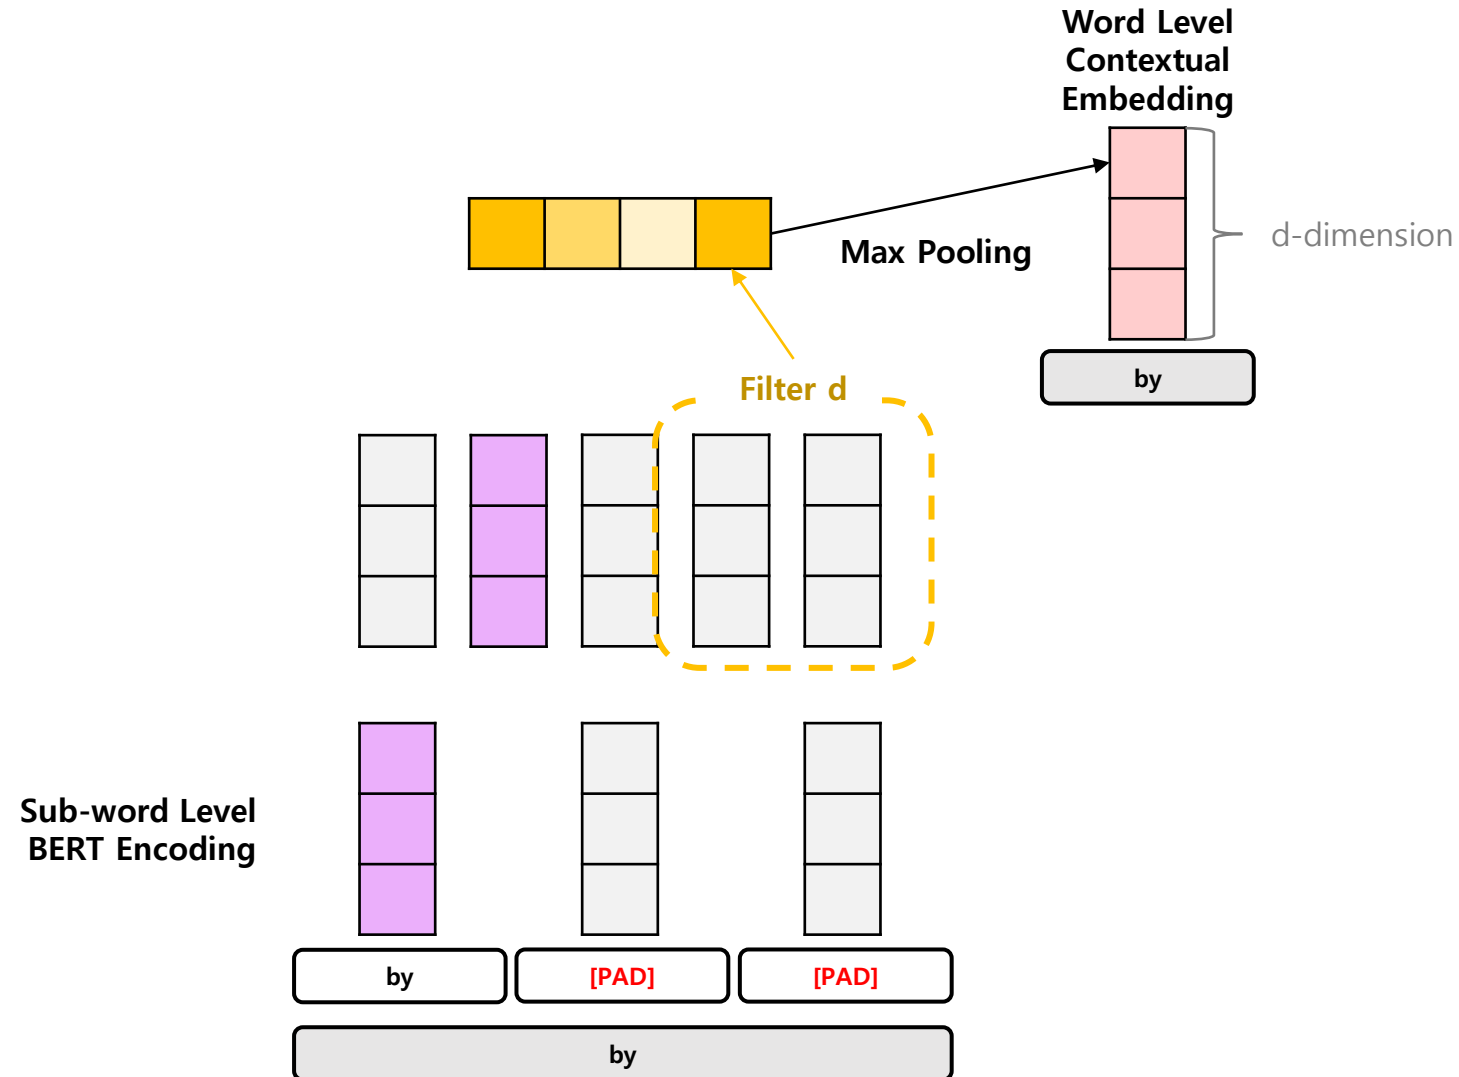 Word Level
Contextual
Embedding
Max Pooling
d-dimension
by
Filter d
Sub-word Level
BERT Encoding
by
[PAD]
[PAD]
by